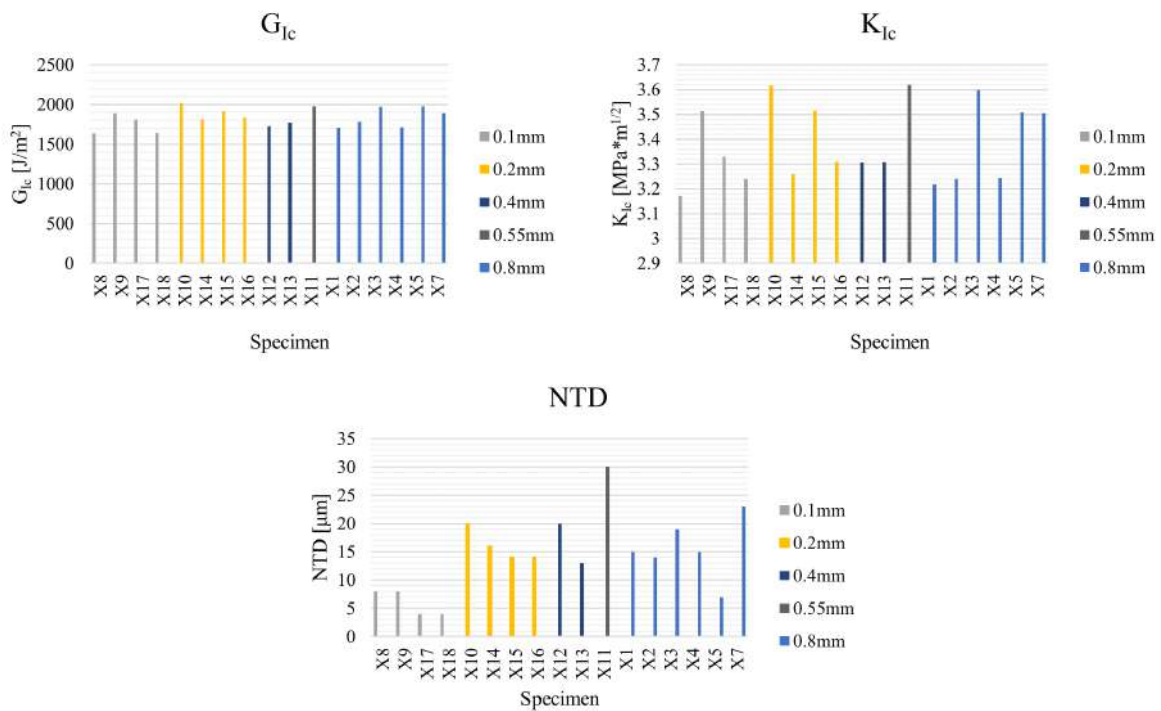 G_Ic
2500
2000
1500
1000
500
0
G_Ic [J/m²]
X8 X9 X17 X18 X10 X14 X15 X16 X12 X13 X11 X1 X2 X3 X4 X5 X7
Specimen
0.1mm
0.2mm
0.4mm
0.55mm
0.8mm
K_Ic
3.7
3.6
3.5
3.4
3.3
3.2
3.1
3
2.9
K_Ic [MPa*m^1/2]
X8 X9 X17 X18 X10 X14 X15 X16 X12 X13 X11 X1 X2 X3 X4 X5 X7
Specimen
0.1mm
0.2mm
0.4mm
0.55mm
0.8mm
NTD
35
30
25
20
15
10
5
0
NTD [μm]
X8 X9 X17 X18 X10 X14 X15 X16 X12 X13 X11 X1 X2 X3 X4 X5 X7
Specimen
0.1mm
0.2mm
0.4mm
0.55mm
0.8mm